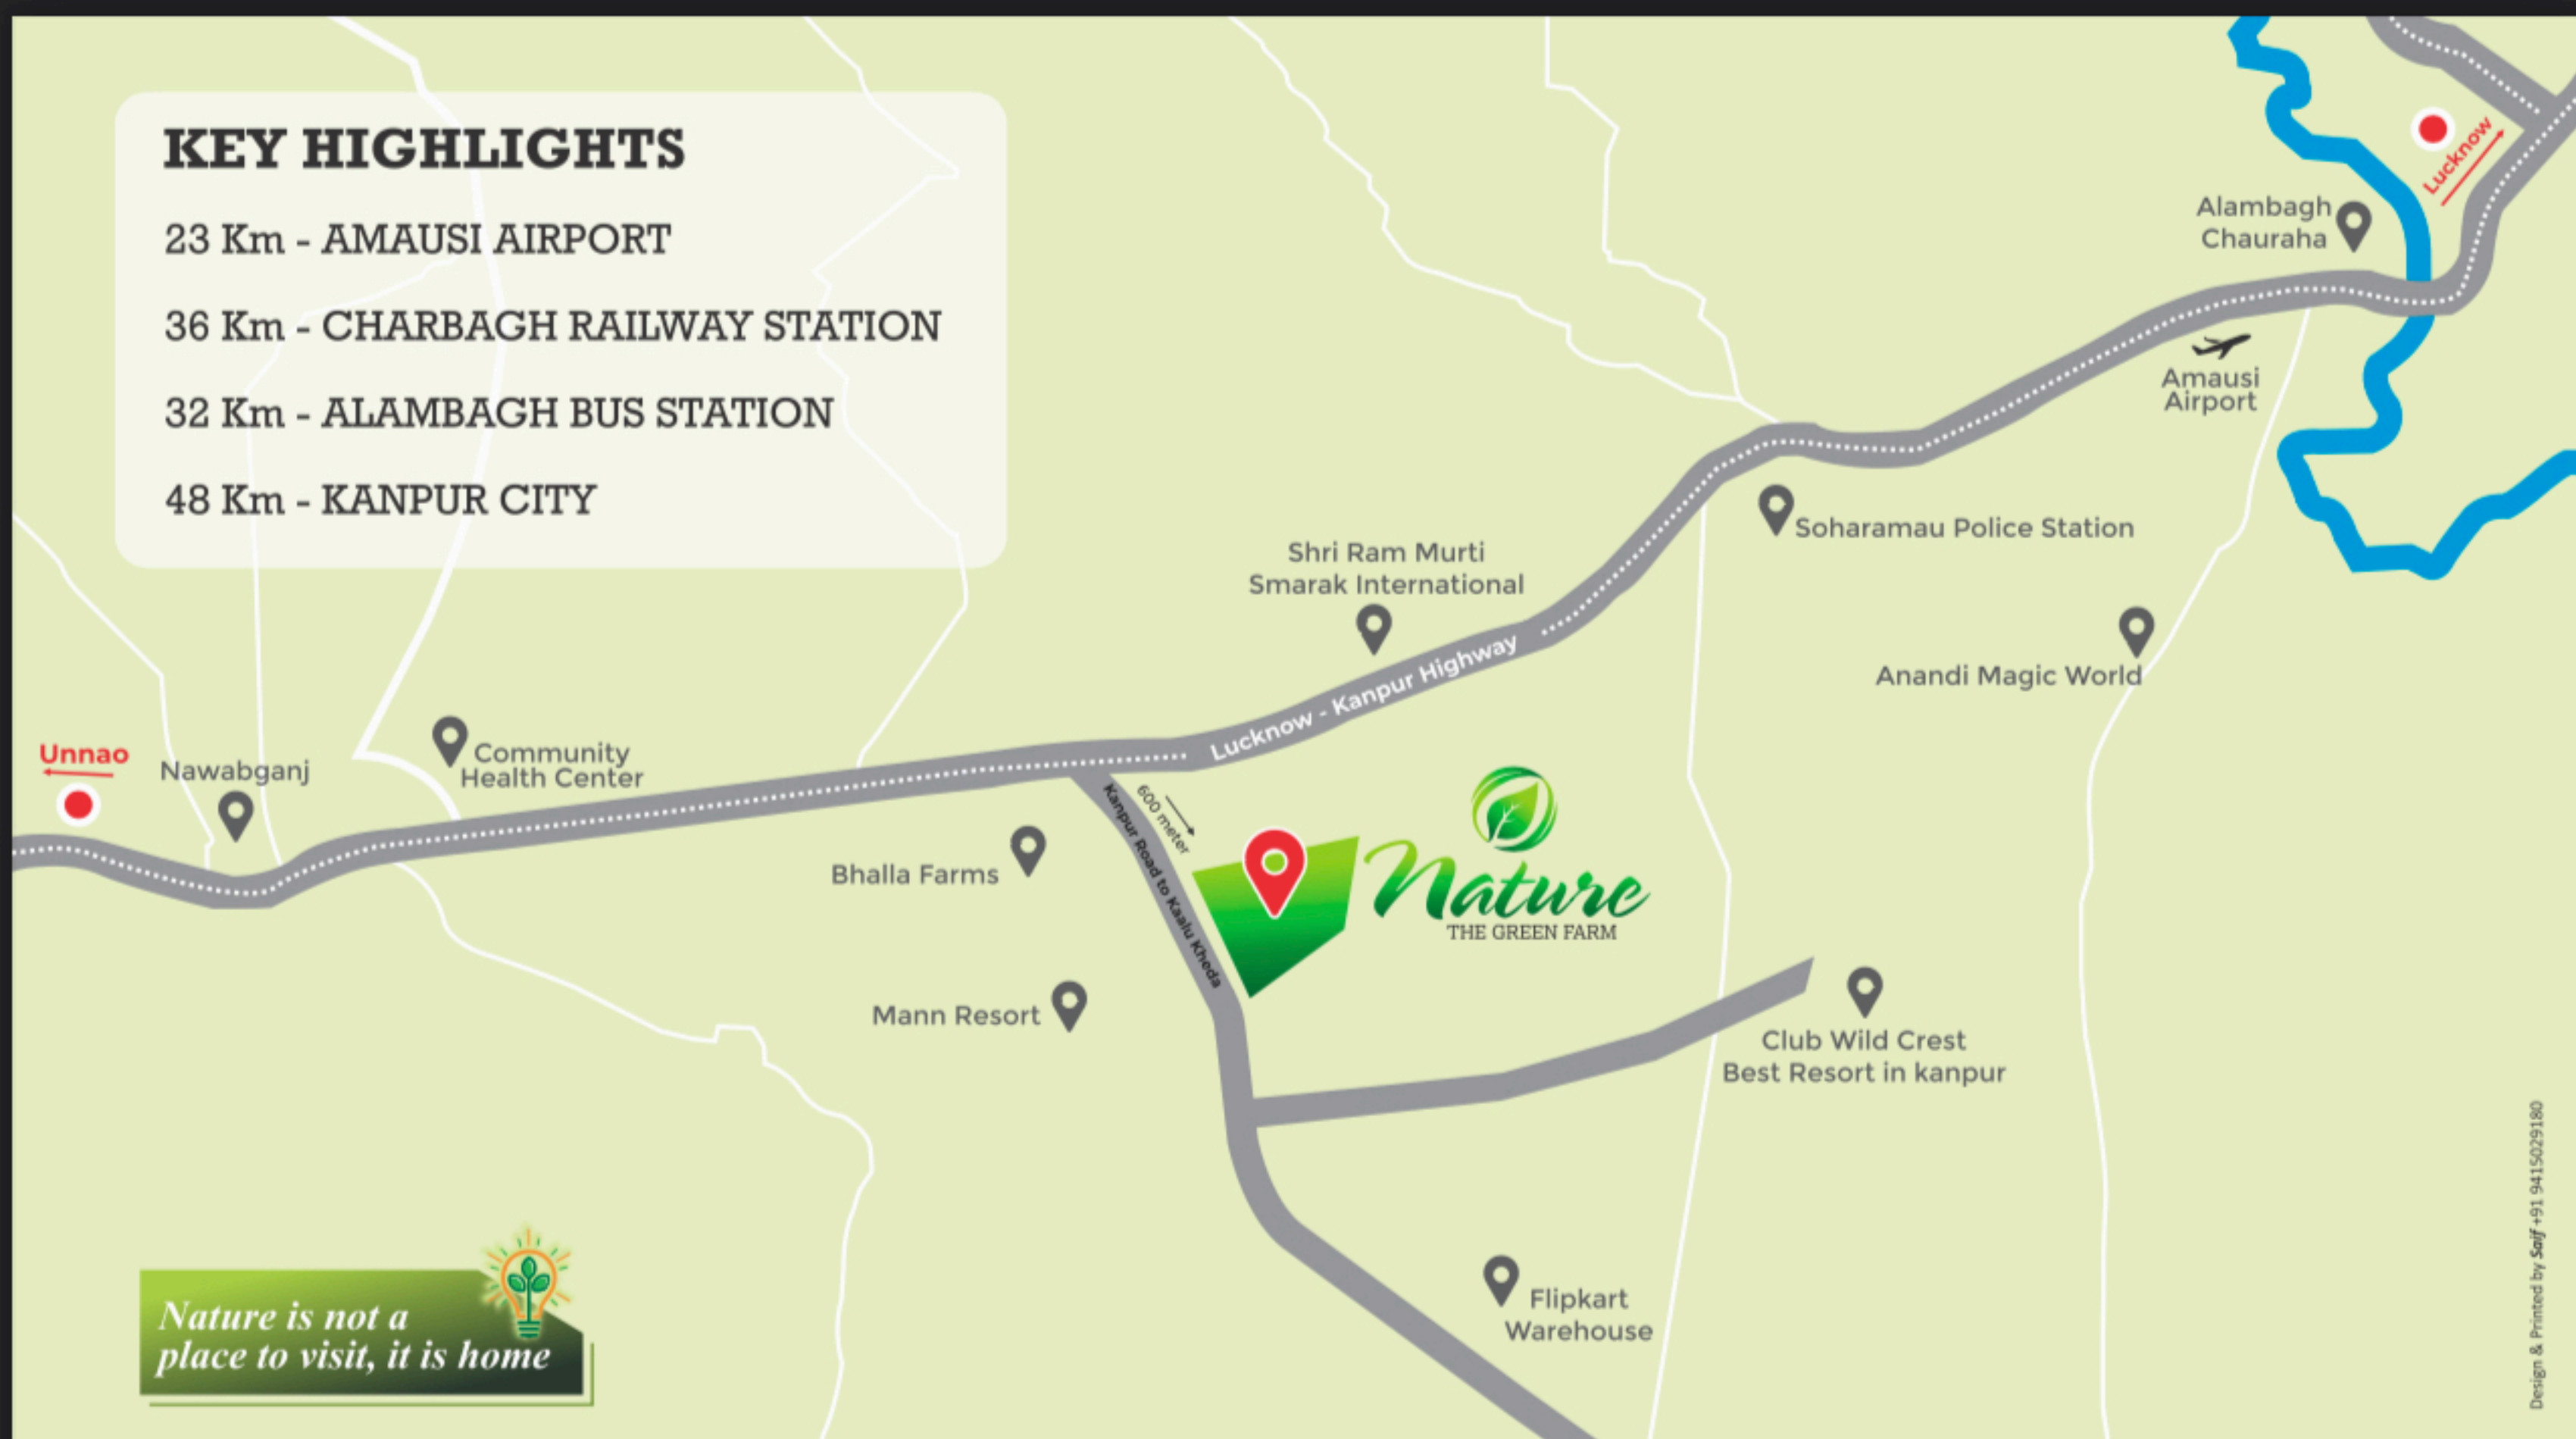 KEY HIGHLIGHTS
23 Km - AMAUSI AIRPORT
36 Km - CHARBAGH RAILWAY STATION
32 Km - ALAMBAGH BUS STATION
48 Km - KANPUR CITY
Lucknow
Alambagh
Chauraha
Amausi
Airport
Soharamau Police Station
Shri Ram Murti
Smarak International
Anandi Magic World
Lucknow - Kanpur Highway
Unnao
Nawabganj
Community
Health Center
600 meter
Kanpur Road to Kaalu Kheda
Bhalla Farms
Nature
THE GREEN FARM
Mann Resort
Club Wild Crest
Best Resort in kanpur
Flipkart
Warehouse
Nature is not a
place to visit, it is home
Design & Printed by Saif +91 9415029180